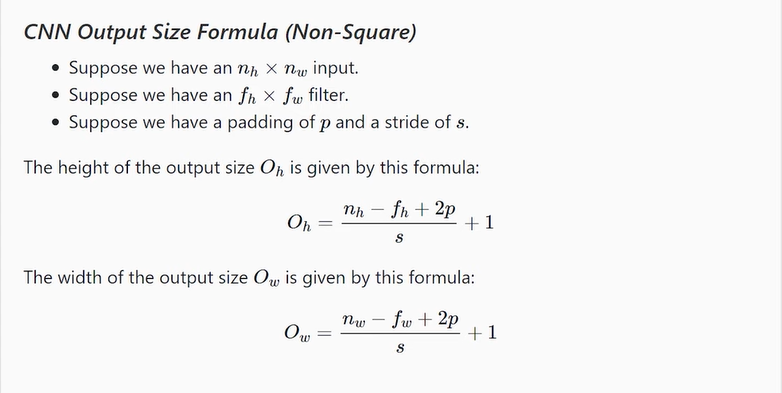 CNN Output Size Formula (Non-Square)
• Suppose we have an $n_h \times n_w$ input.
• Suppose we have an $f_h \times f_w$ filter.
• Suppose we have a padding of $p$ and a stride of $s$.
The height of the output size $O_h$ is given by this formula:
$O_h = \frac{n_h - f_h + 2p}{s} + 1$
The width of the output size $O_w$ is given by this formula:
$O_w = \frac{n_w - f_w + 2p}{s} + 1$